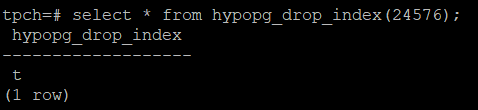 tpch=# select * from hypopg_drop_index(24576);
 hypopg_drop_index
-------------------
 t
(1 row)